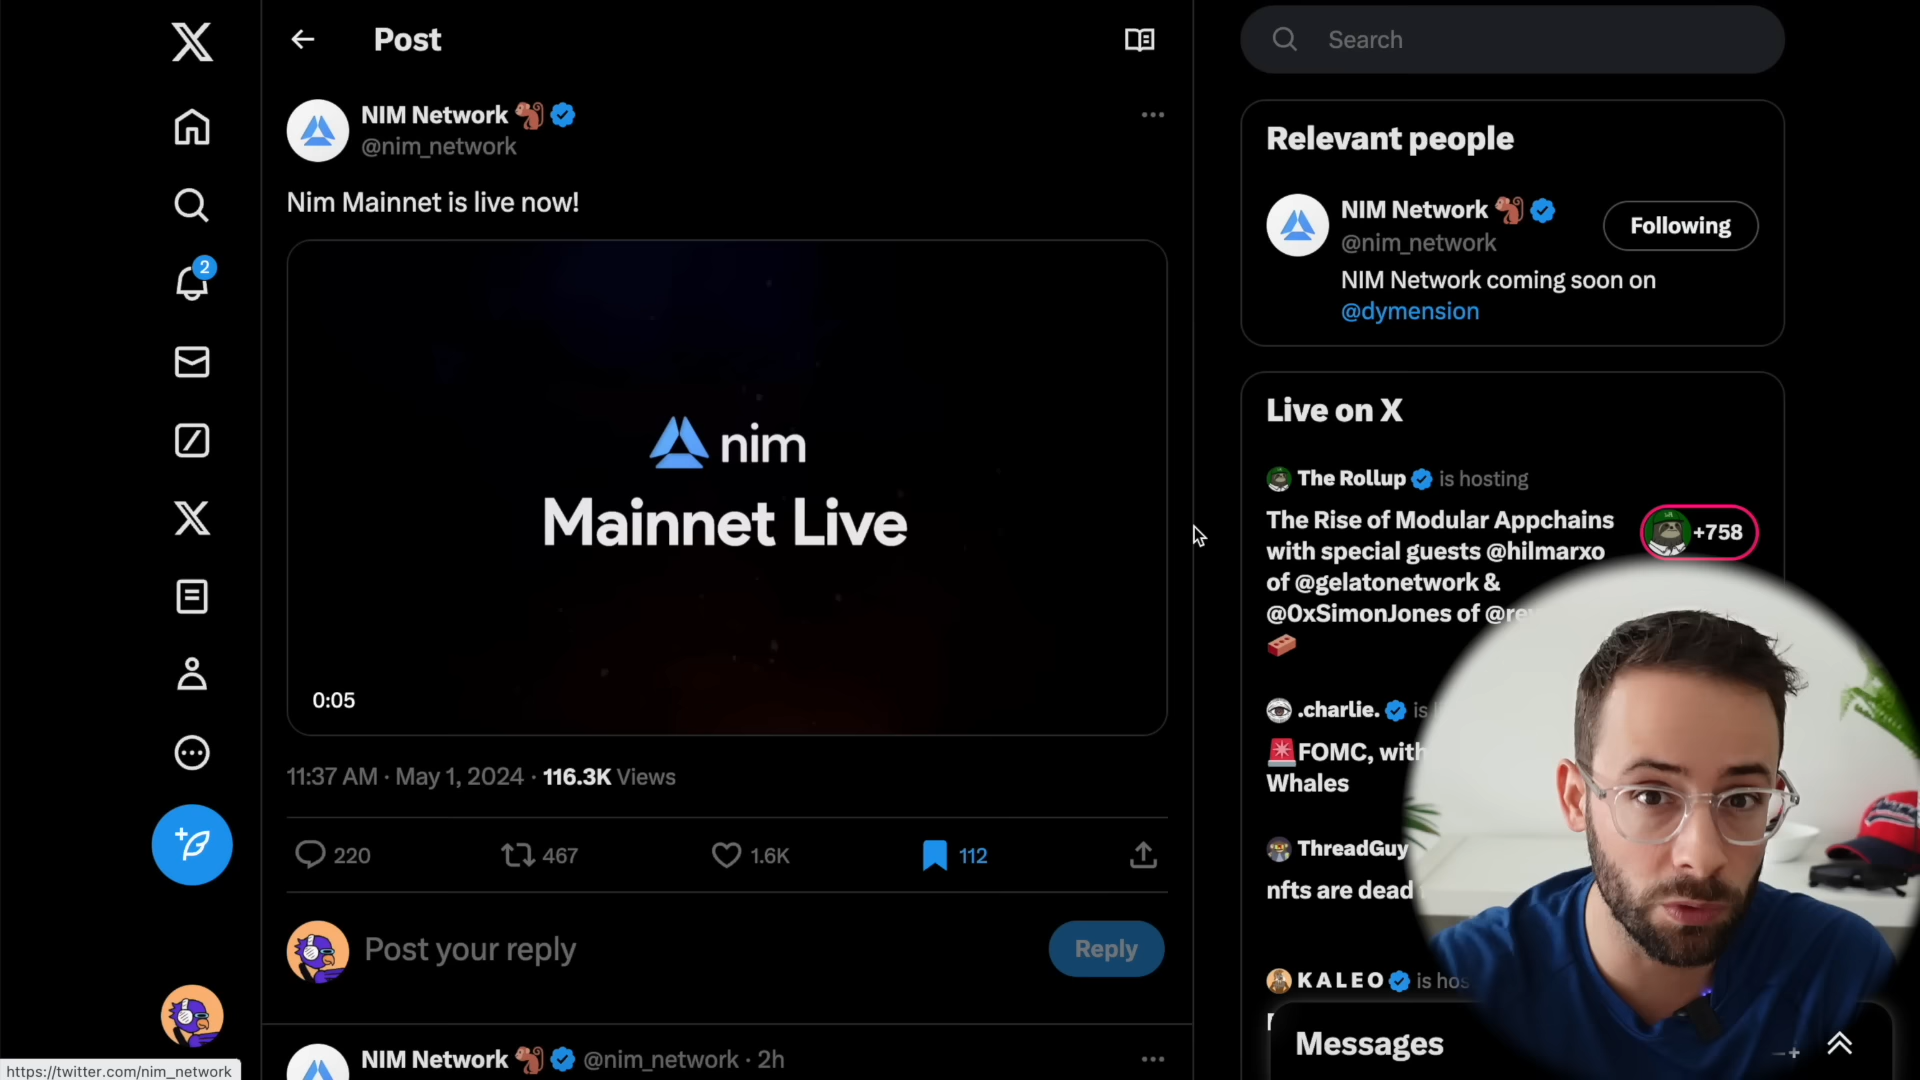 Post
NIM Network
@nim_network
Nim Mainnet is live now!
nim
Mainnet Live
0:05
11:37 AM · May 1, 2024 · 116.3K Views
220
467
1.6K
112
Post your reply
Reply
NIM Network @nim_network · 2h
2
https://twitter.com/nim_network
Search
Relevant people
NIM Network
@nim_network
Following
NIM Network coming soon on
@dymension
Live on X
The Rollup is hosting
The Rise of Modular Appchains
with special guests @hilmarxo
of @gelatonetwork &
@0xSimonJones of
+758
.charlie. is
FOMC, with
Whales
ThreadGuy
nfts are dead
KALEO is
Messages